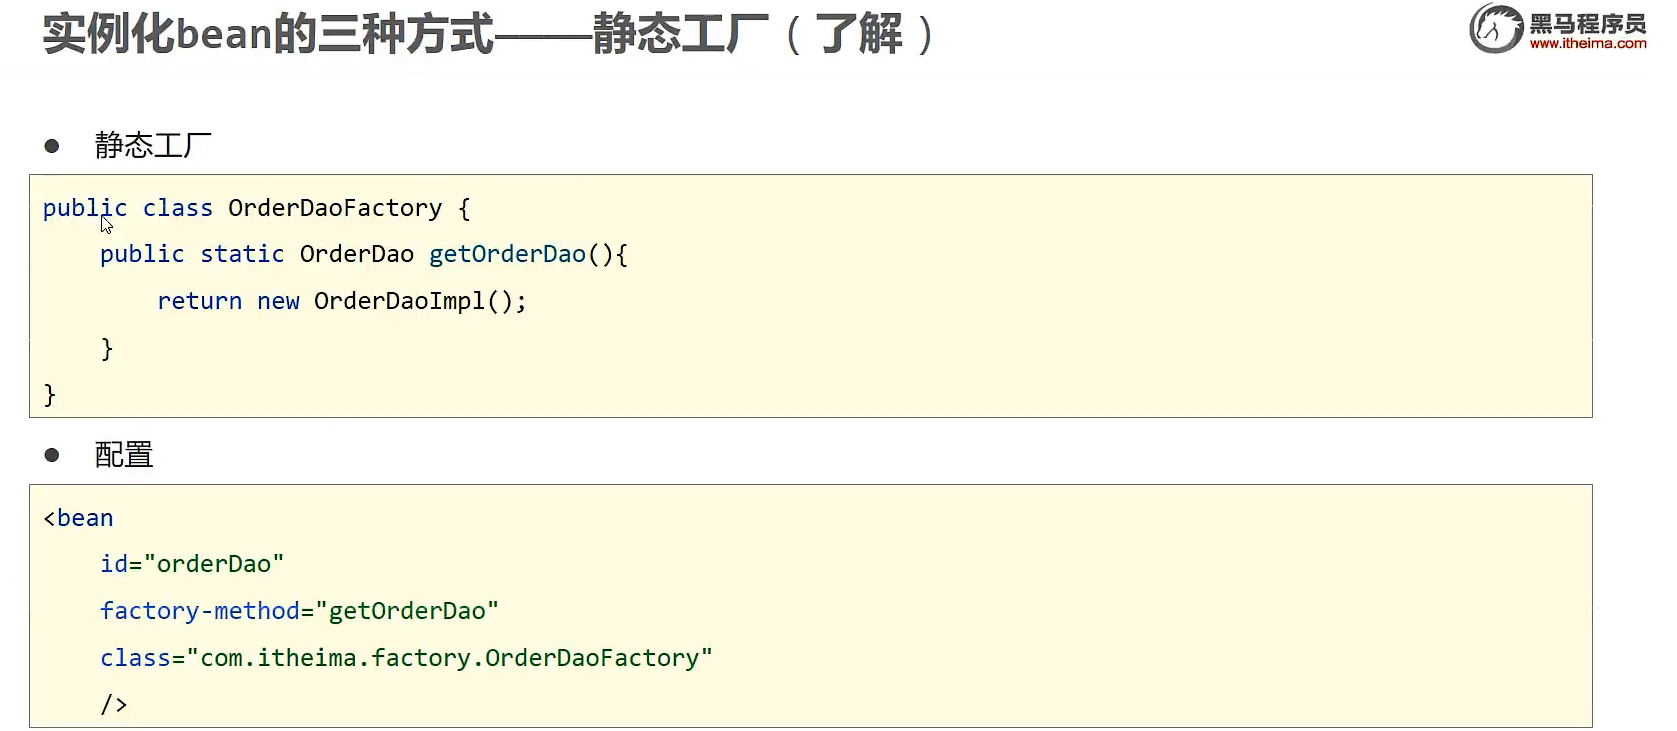 实例化bean的三种方式——静态工厂（了解）
黑马程序员
www.itheima.com
● 静态工厂
public class OrderDaoFactory {
    public static OrderDao getOrderDao(){
        return new OrderDaoImpl();
    }
}
● 配置
<bean
    id="orderDao"
    factory-method="getOrderDao"
    class="com.itheima.factory.OrderDaoFactory"
    />